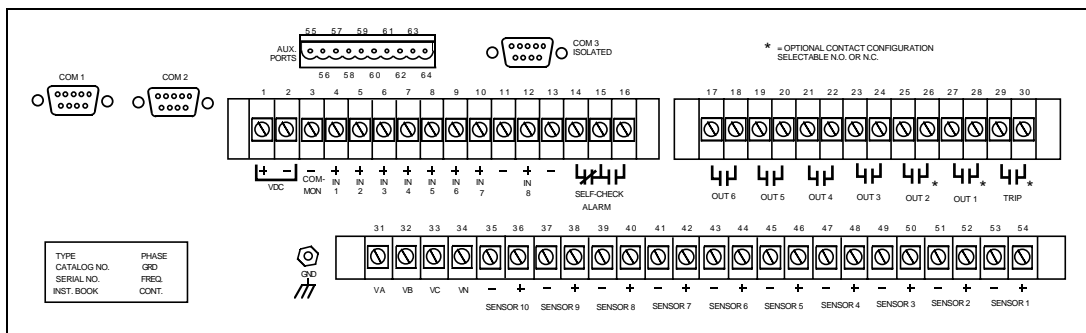 55 57 59 61 63
AUX.
PORTS
56 58 60 62 64
COM 3
ISOLATED
* = OPTIONAL CONTACT CONFIGURATION
SELECTABLE N.O. OR N.C.
COM 1
COM 2
1 2 3 4 5 6 7 8 9 10 11 12 13 14 15 16
17 18 19 20 21 22 23 24 25 26 27 28 29 30
+ − − + + + + + + + − + −
VDC
COM-
MON
IN
1
IN
2
IN
3
IN
4
IN
5
IN
6
IN
7
IN
8
SELF-CHECK
ALARM
OUT 6
OUT 5
OUT 4
OUT 3
OUT 2 *
OUT 1 *
TRIP *
31 32 33 34 35 36 37 38 39 40 41 42 43 44 45 46 47 48 49 50 51 52 53 54
TYPE PHASE
CATALOG NO. GRD
SERIAL NO. FREQ.
INST. BOOK CONT.
GND
VA VB VC VN − + − + − + − + − + − + − + − + − + − +
SENSOR 10 SENSOR 9 SENSOR 8 SENSOR 7 SENSOR 6 SENSOR 5 SENSOR 4 SENSOR 3 SENSOR 2 SENSOR 1